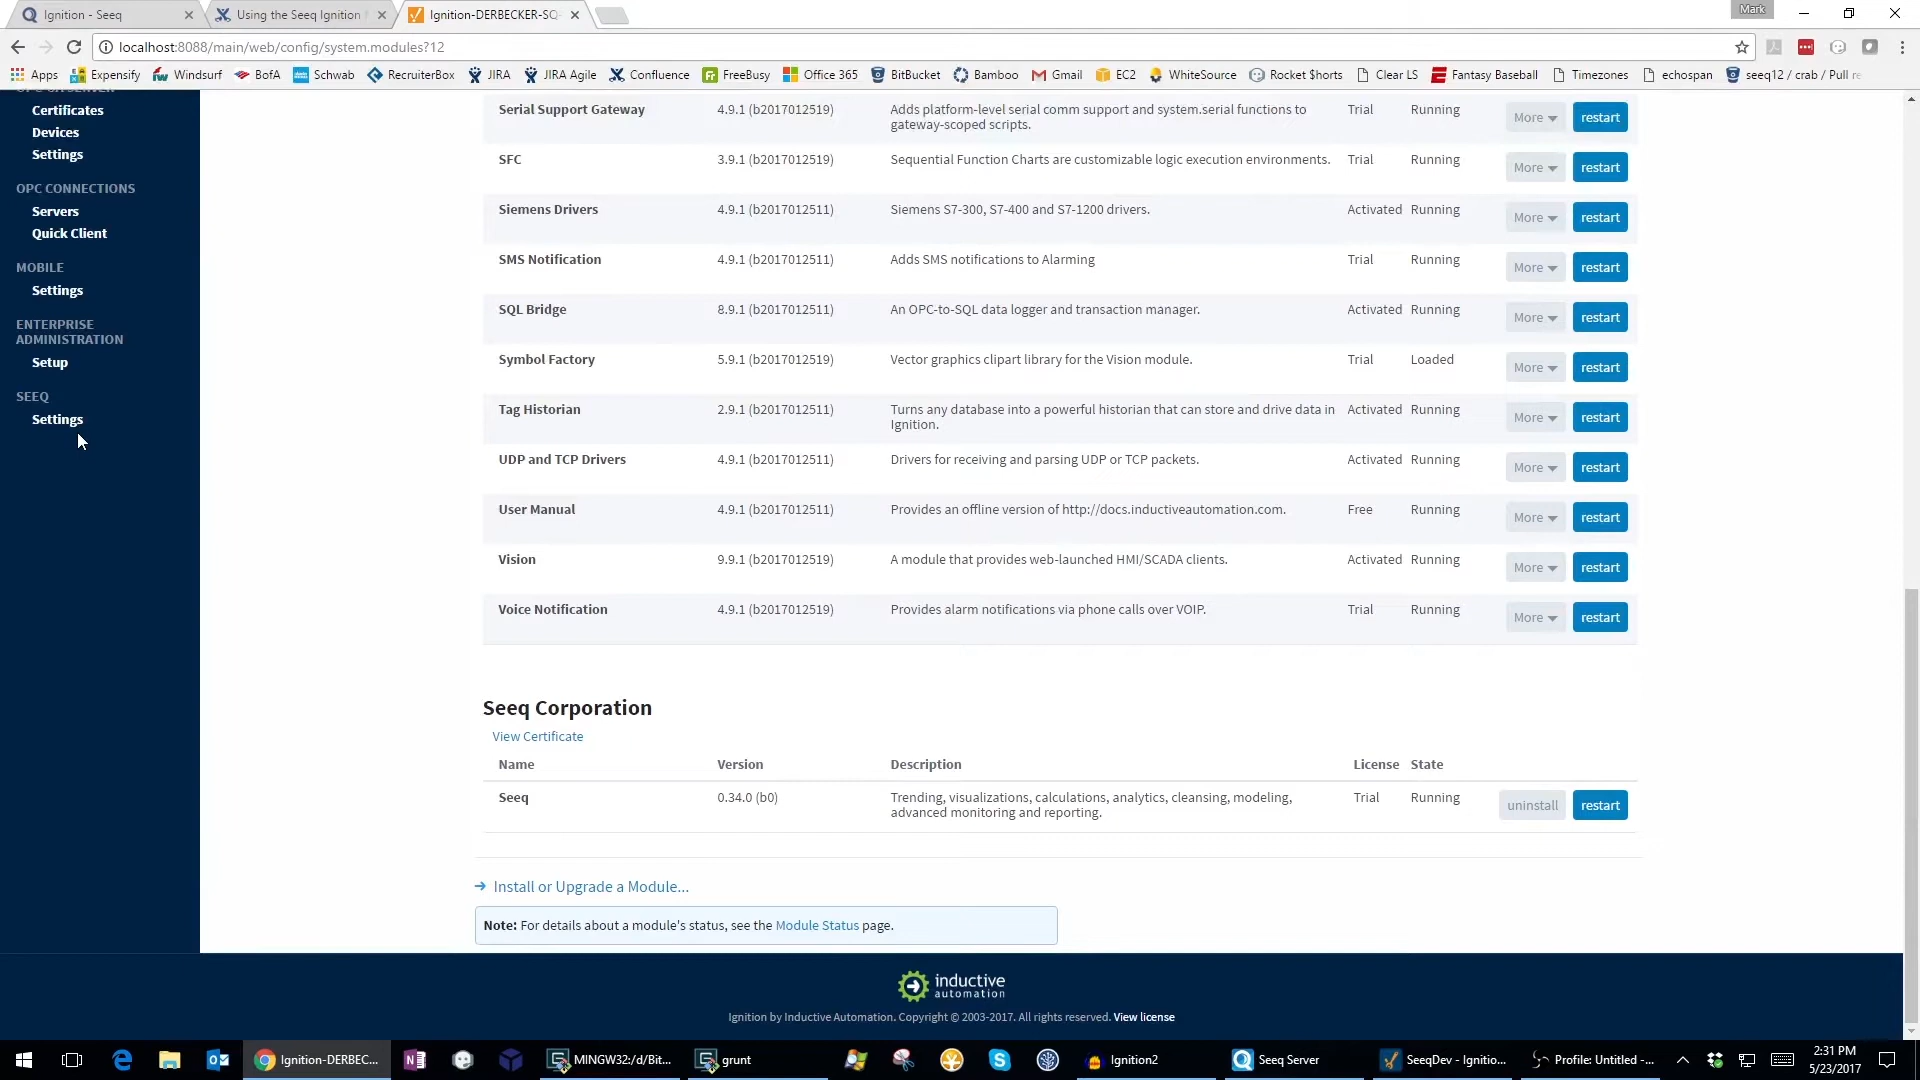 Ignition - Seeq
Using the Seeq Ignition
Ignition-DERBECKER-SQ-
Mark
localhost:8088/main/web/config/system.modules?12
Apps Expensify Windsurf BofA Schwab RecruiterBox JIRA JIRA Agile Confluence FreeBusy Office 365 BitBucket Bamboo Gmail EC2 WhiteSource Rocket $horts Clear LS Fantasy Baseball Timezones echospan seeq12 / crab / Pull re
Certificates
Devices
Settings
OPC CONNECTIONS
Servers
Quick Client
MOBILE
Settings
ENTERPRISE
ADMINISTRATION
Setup
SEEQ
Settings
Serial Support Gateway 4.9.1 (b2017012519) Adds platform-level serial comm support and system.serial functions to Trial Running More restart
gateway-scoped scripts.
SFC 3.9.1 (b2017012519) Sequential Function Charts are customizable logic execution environments. Trial Running More restart
Siemens Drivers 4.9.1 (b2017012511) Siemens S7-300, S7-400 and S7-1200 drivers. Activated Running More restart
SMS Notification 4.9.1 (b2017012511) Adds SMS notifications to Alarming Trial Running More restart
SQL Bridge 8.9.1 (b2017012511) An OPC-to-SQL data logger and transaction manager. Activated Running More restart
Symbol Factory 5.9.1 (b2017012519) Vector graphics clipart library for the Vision module. Trial Loaded More restart
Tag Historian 2.9.1 (b2017012511) Turns any database into a powerful historian that can store and drive data in Activated Running More restart
Ignition.
UDP and TCP Drivers 4.9.1 (b2017012511) Drivers for receiving and parsing UDP or TCP packets. Activated Running More restart
User Manual 4.9.1 (b2017012511) Provides an offline version of http://docs.inductiveautomation.com. Free Running More restart
Vision 9.9.1 (b2017012519) A module that provides web-launched HMI/SCADA clients. Activated Running More restart
Voice Notification 4.9.1 (b2017012519) Provides alarm notifications via phone calls over VOIP. Trial Running More restart
Seeq Corporation
View Certificate
Name Version Description License State
Seeq 0.34.0 (b0) Trending, visualizations, calculations, analytics, cleansing, modeling, Trial Running uninstall restart
advanced monitoring and reporting.
Install or Upgrade a Module...
Note: For details about a module's status, see the Module Status page.
inductive
automation
Ignition by Inductive Automation. Copyright © 2003-2017. All rights reserved. View license
Ignition-DERBEC... MINGW32:/d/Bit... grunt Ignition2 Seeq Server SeeqDev - Ignitio... Profile: Untitled -...
2:31 PM
5/23/2017